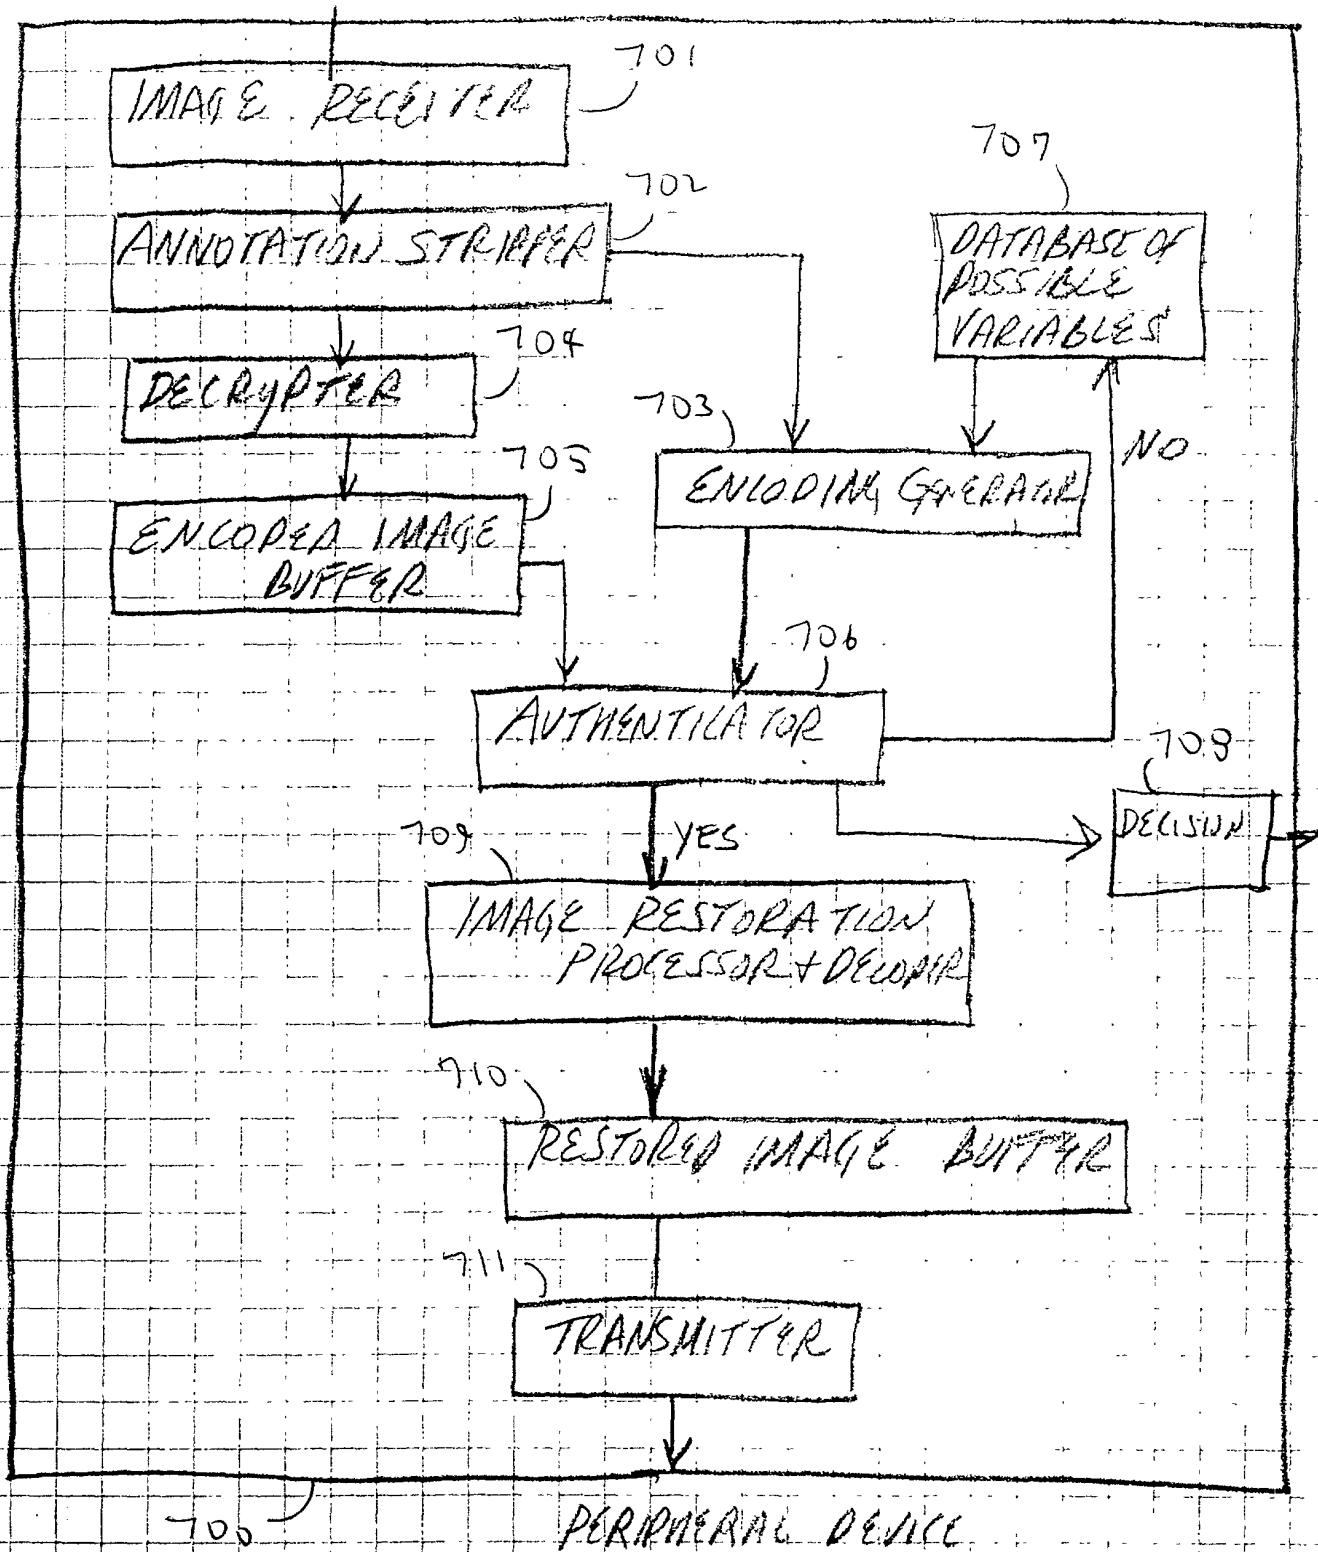 701
IMAGE RECEIVER
707
702
ANNOTATION STRIPPER
DATABASE OF
POSSIBLE
VARIABLES
704
DECRYPTER
703
NO
705
ENCODING GENERATOR
ENCODED IMAGE
BUFFER
706
AUTHENTICATOR
708
DECISION
709
YES
IMAGE RESTORATION
PROCESSOR + DECODER
710
RESTORED IMAGE BUFFER
711
TRANSMITTER
700
PERIPHERAL DEVICE